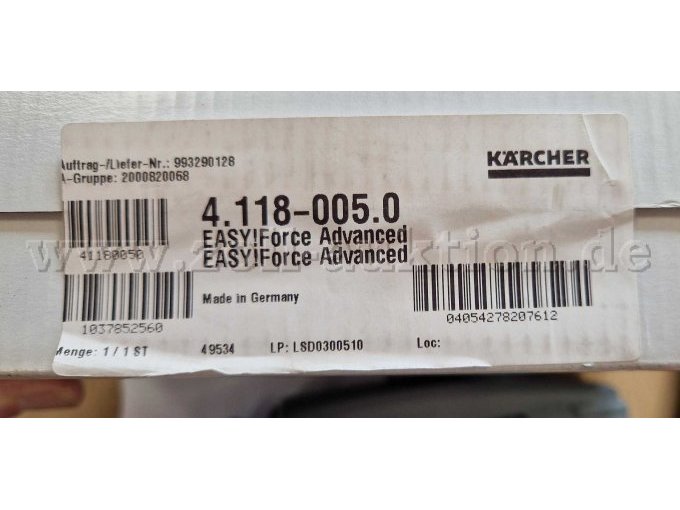 Auftrag-/Liefer-Nr.: 993290128
A-Gruppe: 2000820068
KÄRCHER
4.118-005.0
EASY!Force Advanced
EASY!Force Advanced
41180050
www.zoll-auktion.de
Made in Germany
1037852560
04054278207612
Menge: 1 / 1 ST
49534
LP: LSD0300510
Loc: